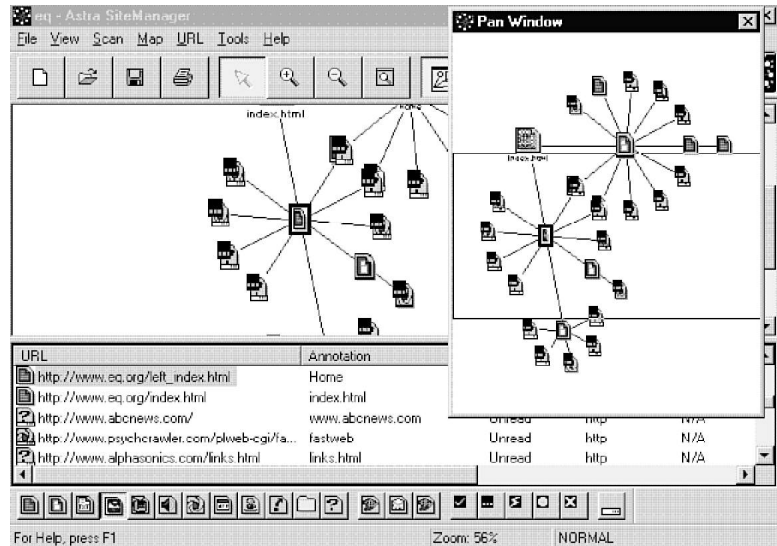 eq - Astra SiteManager
File View Scan Map URL Tools Help
Pan Window
index.html
Home
index.html
URL Annotation
http://www.eq.org/left_index.html Home
http://www.eq.org/index.html index.html
http://www.abcnews.com/ www.abcnews.com Unread http N/A
http://www.psychcrawler.com/plweb-cgi/fa... fastweb Unread http N/A
http://www.alphasonics.com/links.html links.html Unread http N/A
For Help, press F1 Zoom: 56% NORMAL